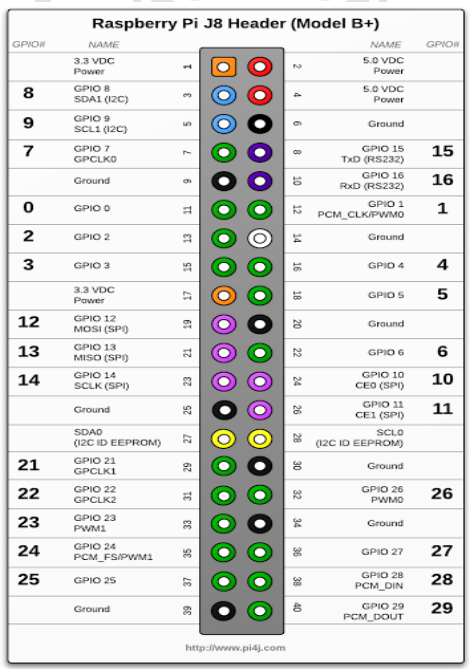 Raspberry Pi J8 Header (Model B+)
GPIO# NAME NAME GPIO#
3.3 VDC Power 1 2 5.0 VDC Power
8 GPIO 8 SDA1 (I2C) 3 4 5.0 VDC Power
9 GPIO 9 SCL1 (I2C) 5 6 Ground
7 GPIO 7 GPCLK0 7 8 GPIO 15 TxD (RS232) 15
Ground 9 10 GPIO 16 RxD (RS232) 16
0 GPIO 0 11 12 GPIO 1 PCM_CLK/PWM0 1
2 GPIO 2 13 14 Ground
3 GPIO 3 15 16 GPIO 4 4
3.3 VDC Power 17 18 GPIO 5 5
12 GPIO 12 MOSI (SPI) 19 20 Ground
13 GPIO 13 MISO (SPI) 21 22 GPIO 6 6
14 GPIO 14 SCLK (SPI) 23 24 GPIO 10 CE0 (SPI) 10
Ground 25 26 GPIO 11 CE1 (SPI) 11
SDA0 (I2C ID EEPROM) 27 28 SCL0 (I2C ID EEPROM)
21 GPIO 21 GPCLK1 29 30 Ground
22 GPIO 22 GPCLK2 31 32 GPIO 26 PWM0 26
23 GPIO 23 PWM1 33 34 Ground
24 GPIO 24 PCM_FS/PWM1 35 36 GPIO 27 27
25 GPIO 25 37 38 GPIO 28 PCM_DIN 28
Ground 39 40 GPIO 29 PCM_DOUT 29
http://www.pi4j.com